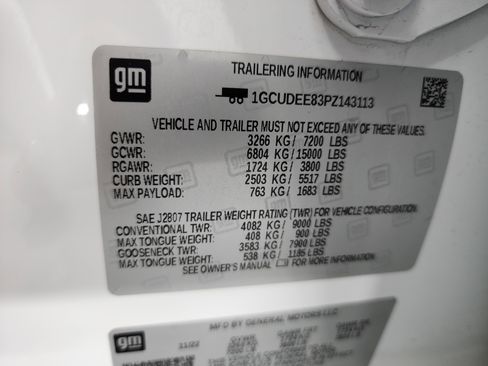 gm
TRAILERING INFORMATION
1GCUDEE83PZ143113
VEHICLE AND TRAILER MUST NOT EXCEED ANY OF THESE VALUES.
GVWR: 3266 KG/ 7200 LBS
GCWR: 6804 KG/ 15000 LBS
RGAWR: 1724 KG/ 3800 LBS
CURB WEIGHT: 2503 KG/ 5517 LBS
MAX PAYLOAD: 763 KG/ 1683 LBS
SAE J2807 TRAILER WEIGHT RATING (TWR) FOR VEHICLE CONFIGURATION.
CONVENTIONAL TWR: 4082 KG/ 9000 LBS
MAX TONGUE WEIGHT: 408 KG/ 900 LBS
GOOSENECK TWR: 3583 KG/ 7900 LBS
MAX TONGUE WEIGHT: 538 KG/ 1185 LBS
SEE OWNER'S MANUAL FOR MORE INFORMATION.
gm
MFD BY GENERAL MOTORS LLC
11/22 GVWR